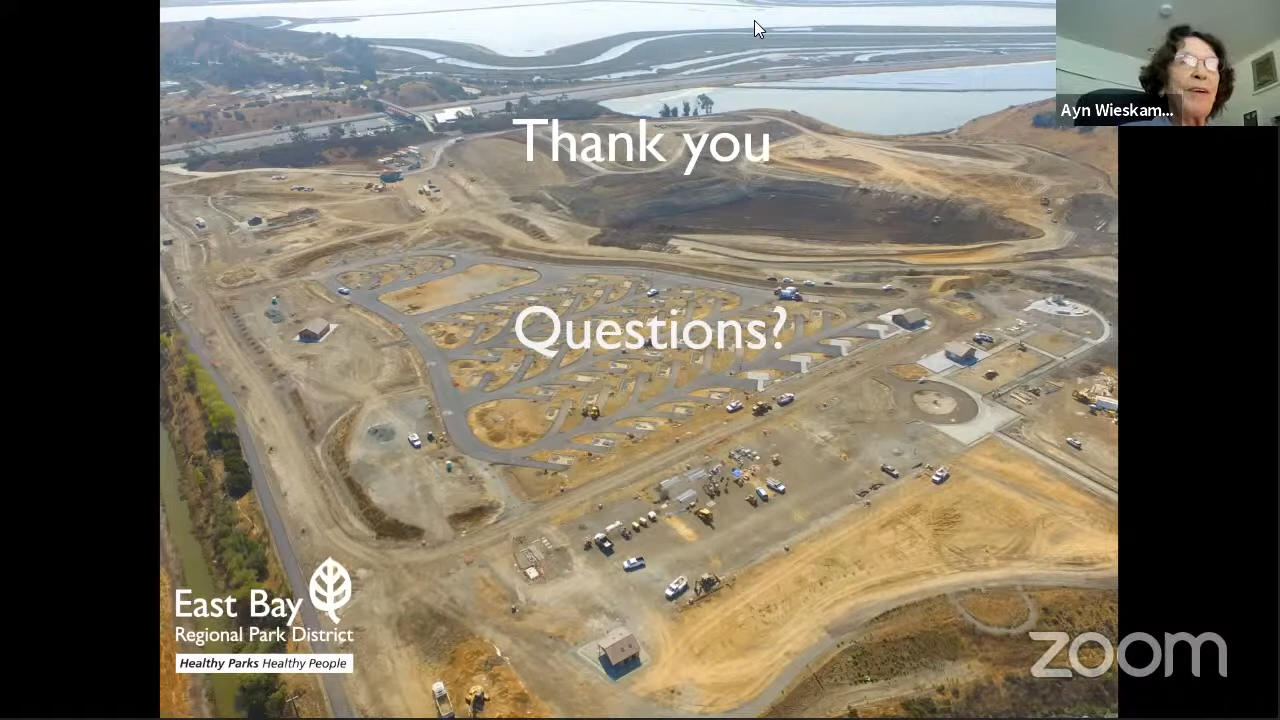 Ayn Wieskam...
Thank you
Questions?
East Bay
Regional Park District
Healthy Parks Healthy People
zoom